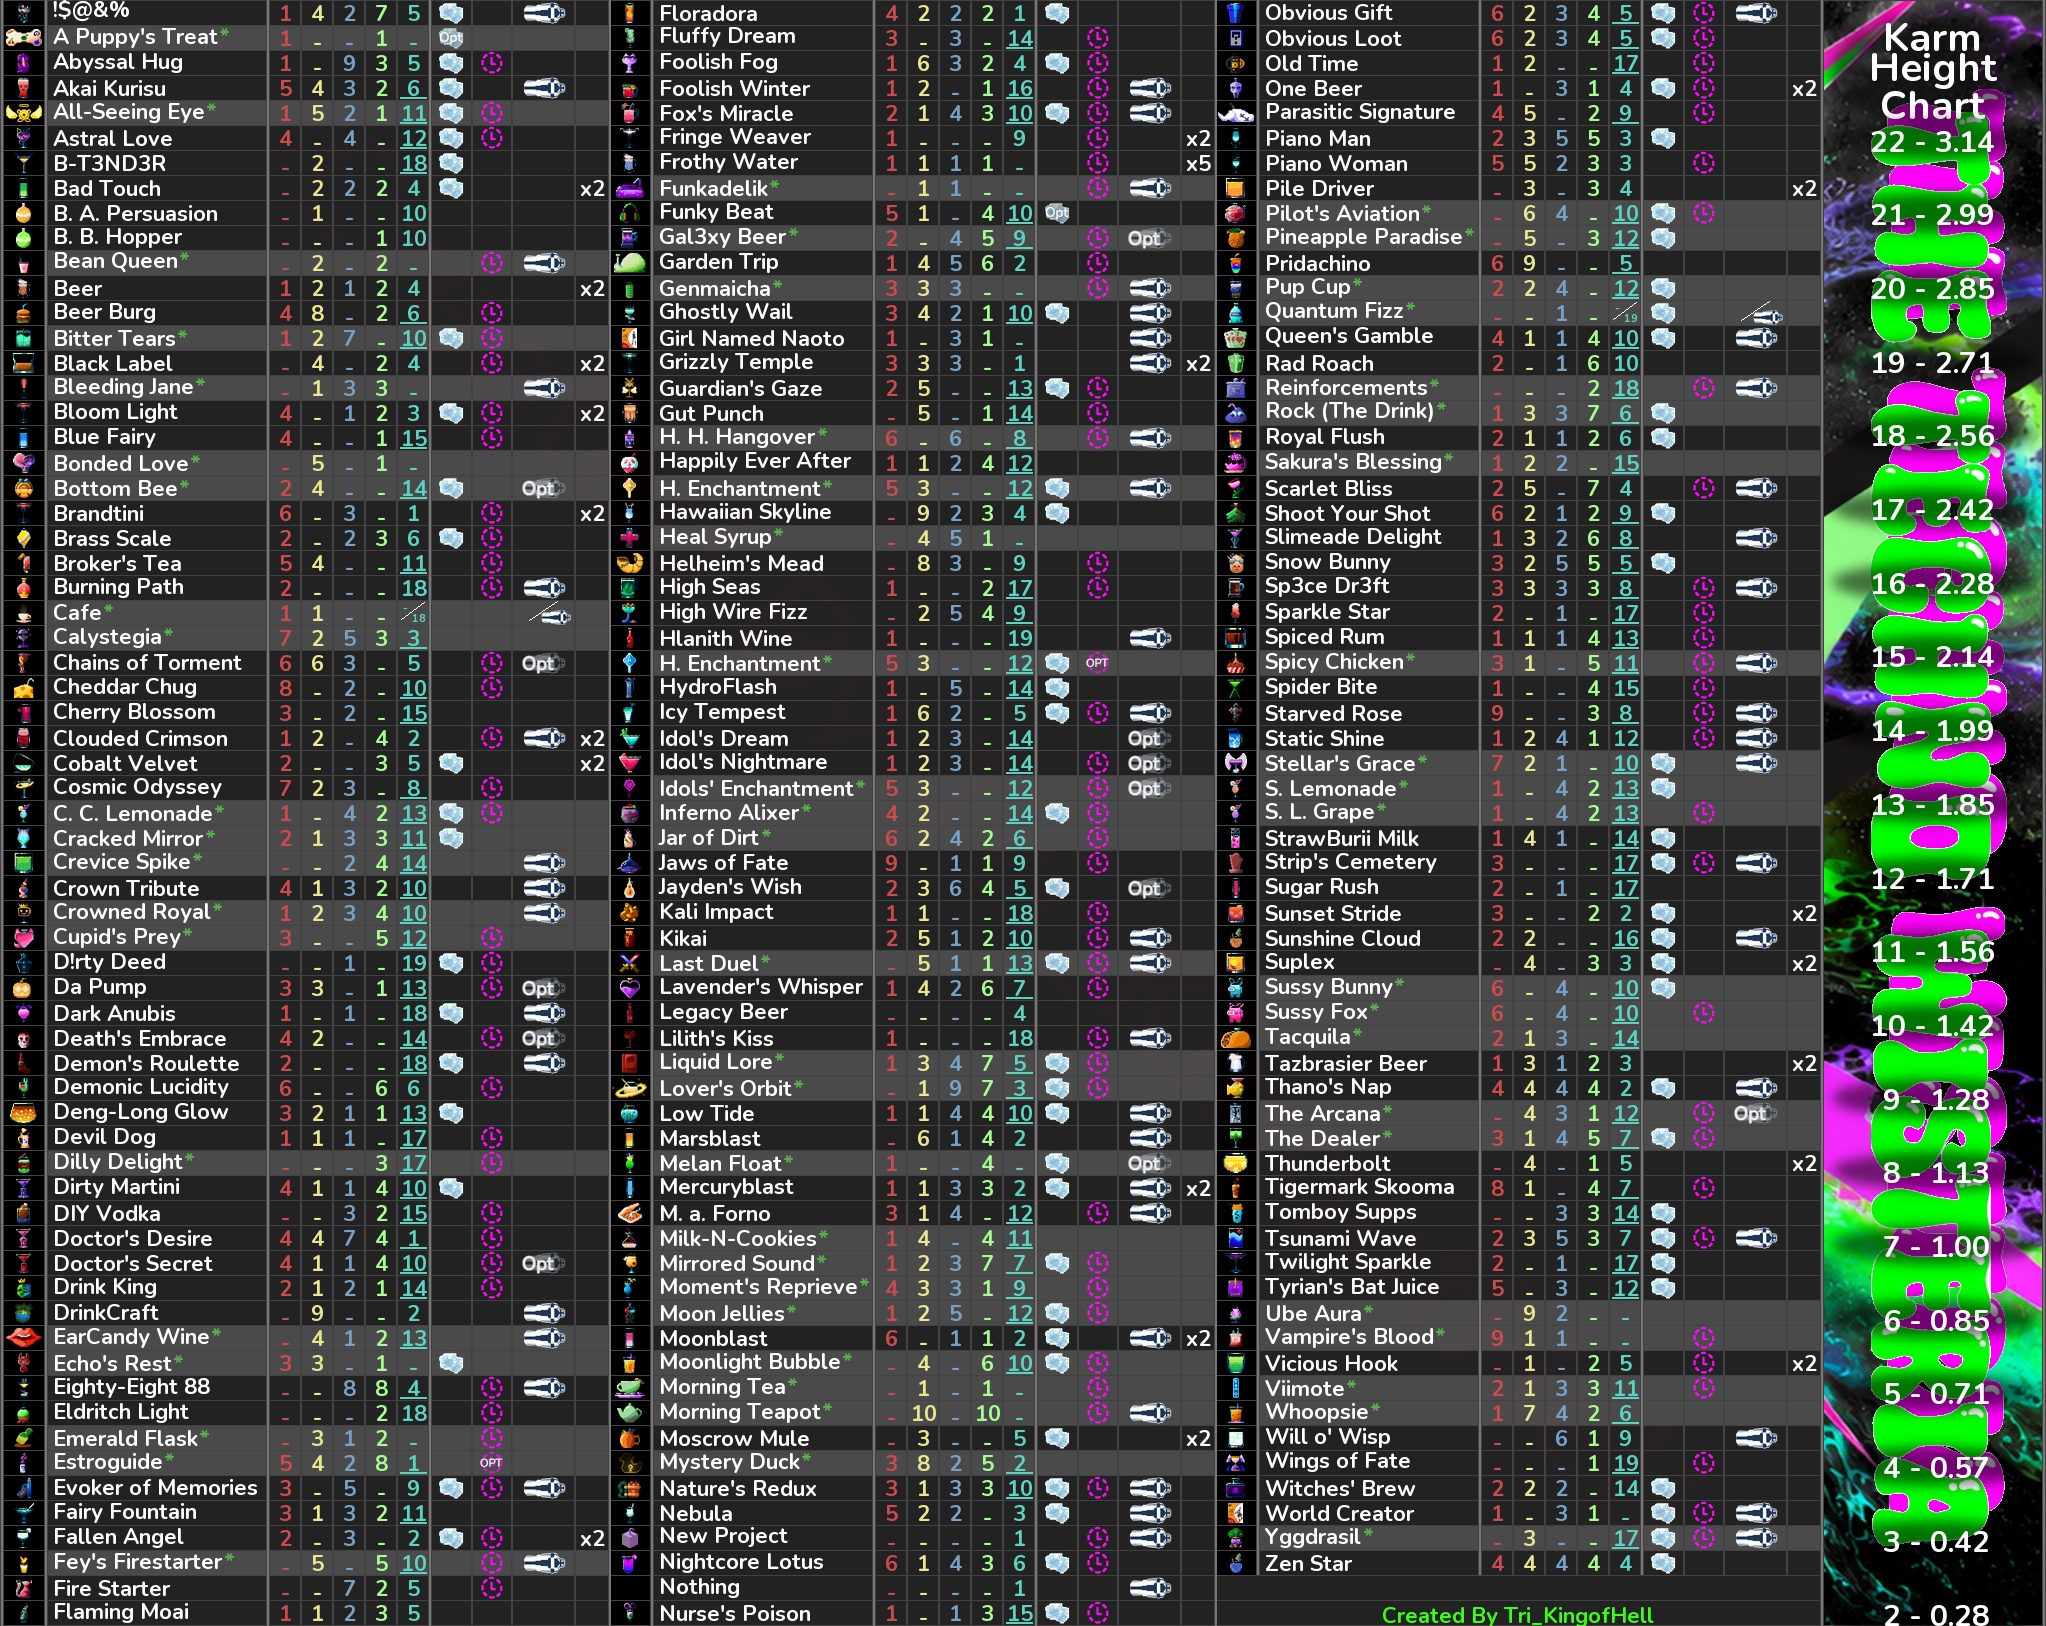 !$@&% 1 4 2 7 5
A Puppy's Treat* 1 - - 1 - Opt
Abyssal Hug 1 - 9 3 5
Akai Kurisu 5 4 3 2 6
All-Seeing Eye* 1 5 2 1 11
Astral Love 4 - 4 - 12
B-T3ND3R - 2 - - 18
Bad Touch - 2 2 2 4 x2
B. A. Persuasion - 1 - - 10
B. B. Hopper - - - 1 10
Bean Queen* - 2 - 2 -
Beer 1 2 1 2 4 x2
Beer Burg 4 8 - 2 6
Bitter Tears* 1 2 7 - 10
Black Label - 4 - 2 4 x2
Bleeding Jane* - 1 3 3 -
Bloom Light 4 - 1 2 3 x2
Blue Fairy 4 - - 1 15
Bonded Love* - 5 - 1 -
Bottom Bee* 2 4 - - 14 Opt
Brandtini 6 - 3 - 1 x2
Brass Scale 2 - 2 3 6
Broker's Tea 5 4 - - 11
Burning Path 2 - - - 18
Cafe* 1 1 - - -/18
Calystegia* 7 2 5 3 3
Chains of Torment 6 6 3 - 5 Opt
Cheddar Chug 8 - 2 - 10
Cherry Blossom 3 - 2 - 15
Clouded Crimson 1 2 - 4 2 x2
Cobalt Velvet 2 - - 3 5 x2
Cosmic Odyssey 7 2 3 - 8
C. C. Lemonade* 1 - 4 2 13
Cracked Mirror* 2 1 3 3 11
Crevice Spike* - - 2 4 14
Crown Tribute 4 1 3 2 10
Crowned Royal* 1 2 3 4 10
Cupid's Prey* 3 - - 5 12
D!rty Deed - - 1 - 19
Da Pump 3 3 - 1 13 Opt
Dark Anubis 1 - 1 - 18
Death's Embrace 4 2 - - 14 Opt
Demon's Roulette 2 - - - 18
Demonic Lucidity 6 - - 6 6
Deng-Long Glow 3 2 1 1 13
Devil Dog 1 1 1 - 17
Dilly Delight* - - - 3 17
Dirty Martini 4 1 1 4 10
DIY Vodka - - 3 2 15
Doctor's Desire 4 4 7 4 1
Doctor's Secret 4 1 1 4 10 Opt
Drink King 2 1 2 1 14
DrinkCraft - 9 - - 2
EarCandy Wine* - 4 1 2 13
Echo's Rest* 3 3 - 1 -
Eighty-Eight 88 - - 8 8 4
Eldritch Light - - - 2 18
Emerald Flask* - 3 1 2 -
Estroguide* 5 4 2 8 1 OPT
Evoker of Memories 3 - 5 - 9
Fairy Fountain 3 1 3 2 11
Fallen Angel 2 - 3 - 2 x2
Fey's Firestarter* - 5 - 5 10
Fire Starter - - 7 2 5
Flaming Moai 1 1 2 3 5
Floradora 4 2 2 2 1
Fluffy Dream 3 - 3 - 14
Foolish Fog 1 6 3 2 4
Foolish Winter 1 2 - 1 16
Fox's Miracle 2 1 4 3 10
Fringe Weaver 1 - - - 9 x2
Frothy Water 1 1 1 1 - x5
Funkadelik* - 1 1 - -
Funky Beat 5 1 - 4 10 Opt
Gal3xy Beer* 2 - 4 5 9 Opt
Garden Trip 1 4 5 6 2
Genmaicha* 3 3 3 - -
Ghostly Wail 3 4 2 1 10
Girl Named Naoto 1 - 3 1 -
Grizzly Temple 3 3 3 - 1 x2
Guardian's Gaze 2 5 - - 13
Gut Punch - 5 - 1 14
H. H. Hangover* 6 - 6 - 8
Happily Ever After 1 1 2 4 12
H. Enchantment* 5 3 - - 12
Hawaiian Skyline - 9 2 3 4
Heal Syrup* - 4 5 1 -
Helheim's Mead - 8 3 - 9
High Seas 1 - - 2 17
High Wire Fizz - 2 5 4 9
Hlanith Wine 1 - - - 19
H. Enchantment* 5 3 - - 12 OPT
HydroFlash 1 - 5 - 14
Icy Tempest 1 6 2 - 5
Idol's Dream 1 2 3 - 14 Opt
Idol's Nightmare 1 2 3 - 14 Opt
Idols' Enchantment* 5 3 - - 12 Opt
Inferno Alixer* 4 2 - - 14
Jar of Dirt* 6 2 4 2 6
Jaws of Fate 9 - 1 1 9
Jayden's Wish 2 3 6 4 5 Opt
Kali Impact 1 1 - - 18
Kikai 2 5 1 2 10
Last Duel* - 5 1 1 13
Lavender's Whisper 1 4 2 6 7
Legacy Beer - - - - 4
Lilith's Kiss 1 - - - 18
Liquid Lore* 1 3 4 7 5
Lover's Orbit* - 1 9 7 3
Low Tide 1 1 4 4 10
Marsblast - 6 1 4 2
Melan Float* 1 - - 4 - Opt
Mercuryblast 1 1 3 3 2 x2
M. a. Forno 3 1 4 - 12
Milk-N-Cookies* 1 4 - 4 11
Mirrored Sound* 1 2 3 7 7
Moment's Reprieve* 4 3 3 1 9
Moon Jellies* 1 2 5 - 12
Moonblast 6 - 1 1 2 x2
Moonlight Bubble* - 4 - 6 10
Morning Tea* - 1 - 1 -
Morning Teapot* - 10 - 10 -
Moscrow Mule - 3 - - 5 x2
Mystery Duck* 3 8 2 5 2
Nature's Redux 3 1 3 3 10
Nebula 5 2 2 - 3
New Project - - - - 1
Nightcore Lotus 6 1 4 3 6
Nothing - - - - 1
Nurse's Poison 1 - 1 3 15
Obvious Gift 6 2 3 4 5
Obvious Loot 6 2 3 4 5
Old Time 1 2 - - 17
One Beer 1 - 3 1 4 x2
Parasitic Signature 4 5 - 2 9
Piano Man 2 3 5 5 3
Piano Woman 5 5 2 3 3
Pile Driver - 3 - 3 4 x2
Pilot's Aviation* - 6 4 - 10
Pineapple Paradise* - 5 - 3 12
Pridachino 6 9 - - 5
Pup Cup* 2 2 4 - 12
Quantum Fizz* - - 1 - -/19
Queen's Gamble 4 1 1 4 10
Rad Roach 2 - 1 6 10
Reinforcements* - - - 2 18
Rock (The Drink)* 1 3 3 7 6
Royal Flush 2 1 1 2 6
Sakura's Blessing* 1 2 2 - 15
Scarlet Bliss 2 5 - 7 4
Shoot Your Shot 6 2 1 2 9
Slimeade Delight 1 3 2 6 8
Snow Bunny 3 2 5 5 5
Sp3ce Dr3ft 3 3 3 3 8
Sparkle Star 2 - 1 - 17
Spiced Rum 1 1 1 4 13
Spicy Chicken* 3 1 - 5 11
Spider Bite 1 - - 4 15
Starved Rose 9 - - 3 8
Static Shine 1 2 4 1 12
Stellar's Grace* 7 2 1 - 10
S. Lemonade* 1 - 4 2 13
S. L. Grape* 1 - 4 2 13
StrawBurii Milk 1 4 1 - 14
Strip's Cemetery 3 - - - 17
Sugar Rush 2 - 1 - 17
Sunset Stride 3 - - 2 2 x2
Sunshine Cloud 2 2 - - 16
Suplex - 4 - 3 3 x2
Sussy Bunny* 6 - 4 - 10
Sussy Fox* 6 - 4 - 10
Tacquila* 2 1 3 - 14
Tazbrasier Beer 1 3 1 2 3 x2
Thano's Nap 4 4 4 4 2
The Arcana* - 4 3 1 12 Opt
The Dealer* 3 1 4 5 7
Thunderbolt - 4 - 1 5 x2
Tigermark Skooma 8 1 - 4 7
Tomboy Supps - - 3 3 14
Tsunami Wave 2 3 5 3 7
Twilight Sparkle 2 - 1 - 17
Tyrian's Bat Juice 5 - 3 - 12
Ube Aura* - 9 2 - -
Vampire's Blood* 9 1 1 - -
Vicious Hook - 1 - 2 5 x2
Viimote* 2 1 3 3 11
Whoopsie* 1 7 4 2 6
Will o' Wisp - - 6 1 9
Wings of Fate - - - 1 19
Witches' Brew 2 2 2 - 14
World Creator 1 - 3 1 -
Yggdrasil* - 3 - - 17
Zen Star 4 4 4 4 4
Created By Tri_KingofHell
Karm
Height
Chart
22 - 3.14
21 - 2.99
20 - 2.85
19 - 2.71
18 - 2.56
17 - 2.42
16 - 2.28
15 - 2.14
14 - 1.99
13 - 1.85
12 - 1.71
11 - 1.56
10 - 1.42
9 - 1.28
8 - 1.13
7 - 1.00
6 - 0.85
5 - 0.71
4 - 0.57
3 - 0.42
2 - 0.28